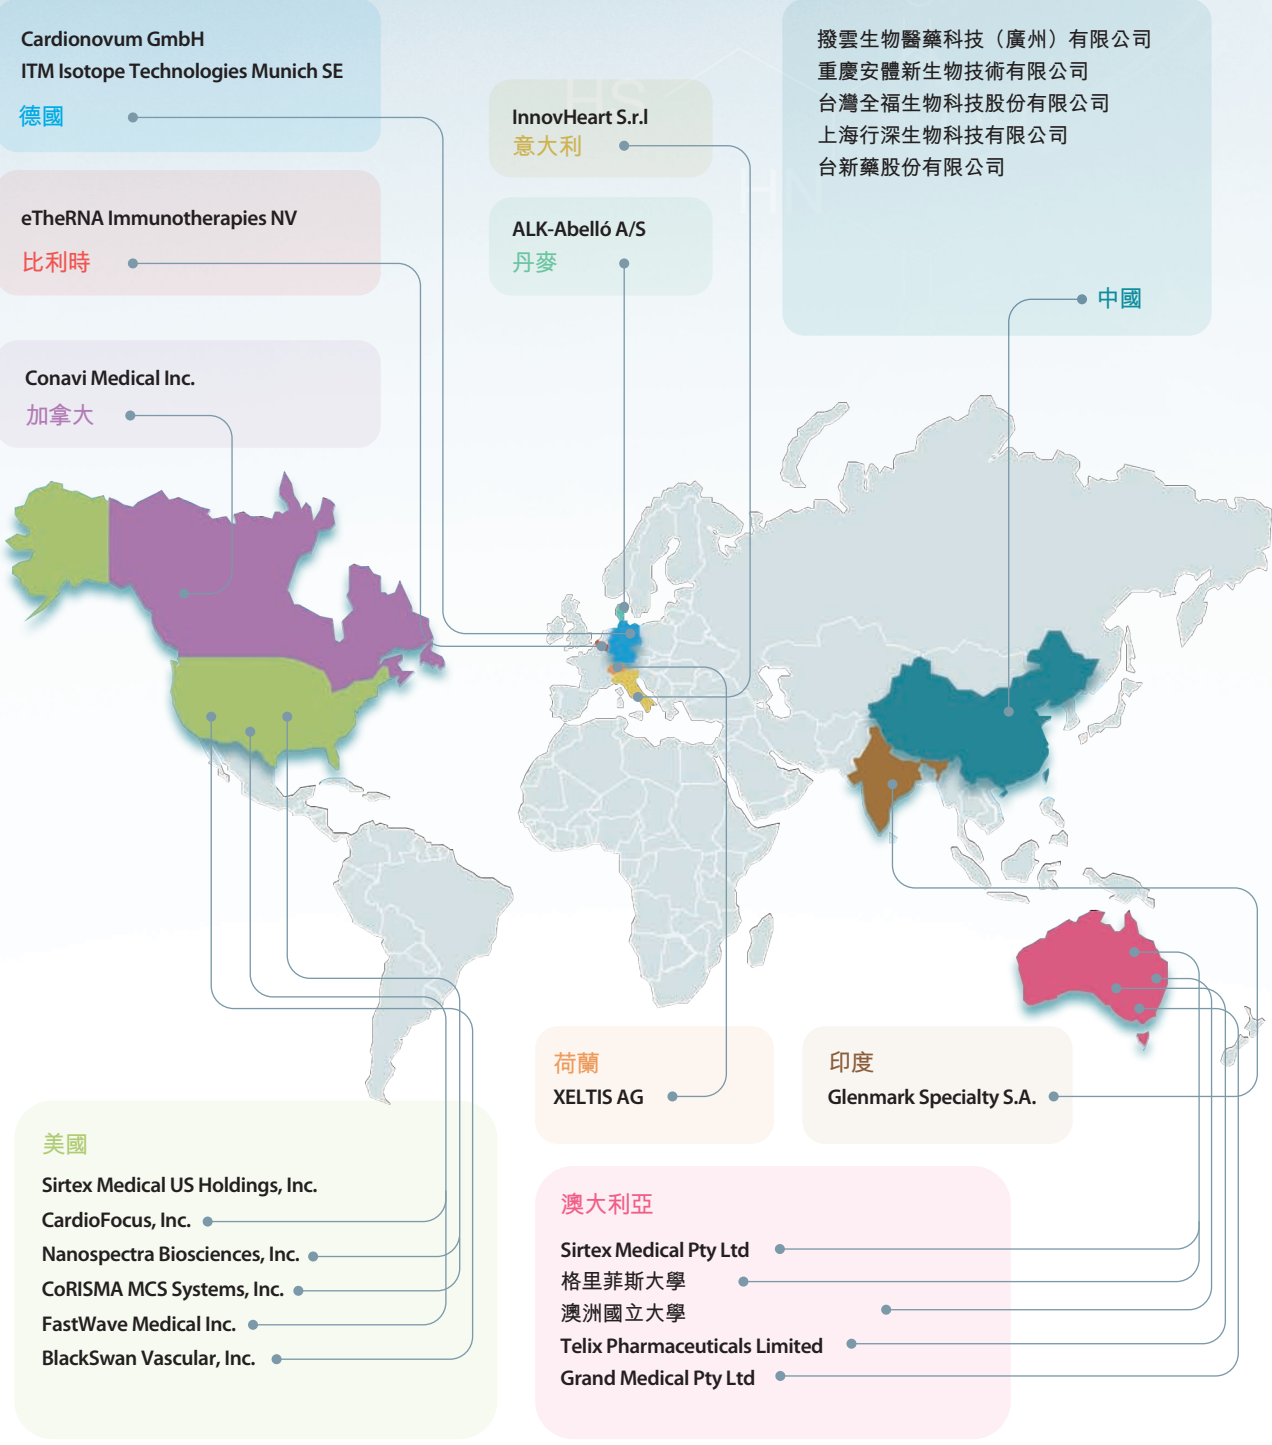 Cardionovum GmbH
ITM Isotope Technologies Munich SE
德國
eTheRNA Immunotherapies NV
比利時
Conavi Medical Inc.
加拿大
InnovHeart S.r.l
意大利
ALK-Abelló A/S
丹麥
撥雲生物醫藥科技（廣州）有限公司
重慶安體新生物技術有限公司
台灣全福生物科技股份有限公司
上海行深生物科技有限公司
台新藥股份有限公司
中國
HS
HN
荷蘭
XELTIS AG
印度
Glenmark Specialty S.A.
美國
Sirtex Medical US Holdings, Inc.
CardioFocus, Inc.
Nanospectra Biosciences, Inc.
CoRISMA MCS Systems, Inc.
FastWave Medical Inc.
BlackSwan Vascular, Inc.
澳大利亞
Sirtex Medical Pty Ltd
格里菲斯大學
澳洲國立大學
Telix Pharmaceuticals Limited
Grand Medical Pty Ltd